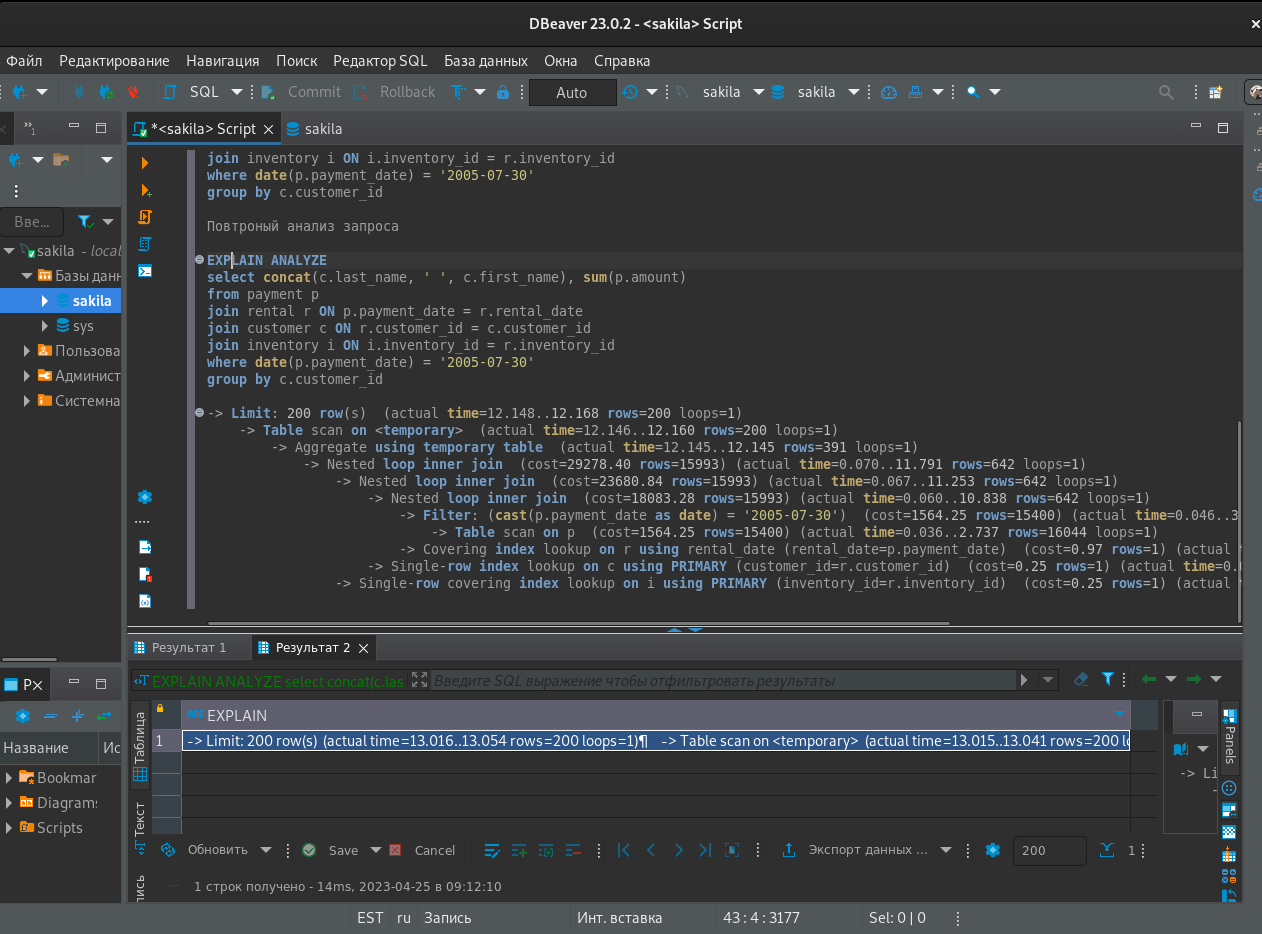 DBeaver 23.0.2 - <sakila> Script
Файл Редактирование Навигация Поиск Редактор SQL База данных Окна Справка
SQL Commit Rollback Auto sakila sakila
*<sakila> Script sakila
join inventory i ON i.inventory_id = r.inventory_id
where date(p.payment_date) = '2005-07-30'
group by c.customer_id
Повтроный анализ запроса
EXPLAIN ANALYZE
select concat(c.last_name, ' ', c.first_name), sum(p.amount)
from payment p
join rental r ON p.payment_date = r.rental_date
join customer c ON r.customer_id = c.customer_id
join inventory i ON i.inventory_id = r.inventory_id
where date(p.payment_date) = '2005-07-30'
group by c.customer_id
-> Limit: 200 row(s) (actual time=12.148..12.168 rows=200 loops=1)
-> Table scan on <temporary> (actual time=12.146..12.160 rows=200 loops=1)
-> Aggregate using temporary table (actual time=12.145..12.145 rows=391 loops=1)
-> Nested loop inner join (cost=29278.40 rows=15993) (actual time=0.070..11.791 rows=642 loops=1)
-> Nested loop inner join (cost=23680.84 rows=15993) (actual time=0.067..11.253 rows=642 loops=1)
-> Nested loop inner join (cost=18083.28 rows=15993) (actual time=0.060..10.838 rows=642 loops=1)
-> Filter: (cast(p.payment_date as date) = '2005-07-30') (cost=1564.25 rows=15400) (actual time=0.046..3
-> Table scan on p (cost=1564.25 rows=15400) (actual time=0.036..2.737 rows=16044 loops=1)
-> Covering index lookup on r using rental_date (rental_date=p.payment_date) (cost=0.97 rows=1) (actual
-> Single-row index lookup on c using PRIMARY (customer_id=r.customer_id) (cost=0.25 rows=1) (actual time=0.
-> Single-row covering index lookup on i using PRIMARY (inventory_id=r.inventory_id) (cost=0.25 rows=1) (actual
Вве...
sakila - local
Базы данн
sakila
sys
Пользова
Админист
Системна
Р
Название Ис
Bookmar
Diagrams
Scripts
Результат 1 Результат 2
EXPLAIN ANALYZE select concat(c.las Введите SQL выражение чтобы отфильтровать результаты
Таблица
Текст
ись
ABC EXPLAIN
1 -> Limit: 200 row(s) (actual time=13.016..13.054 rows=200 loops=1)¶ -> Table scan on <temporary> (actual time=13.015..13.041 rows=200 lo
-> Li
Panels
Обновить Save Cancel Экспорт данных ... 200 1
1 строк получено - 14ms, 2023-04-25 в 09:12:10
EST ru Запись Инт. вставка 43 : 4 : 3177 Sel: 0 | 0